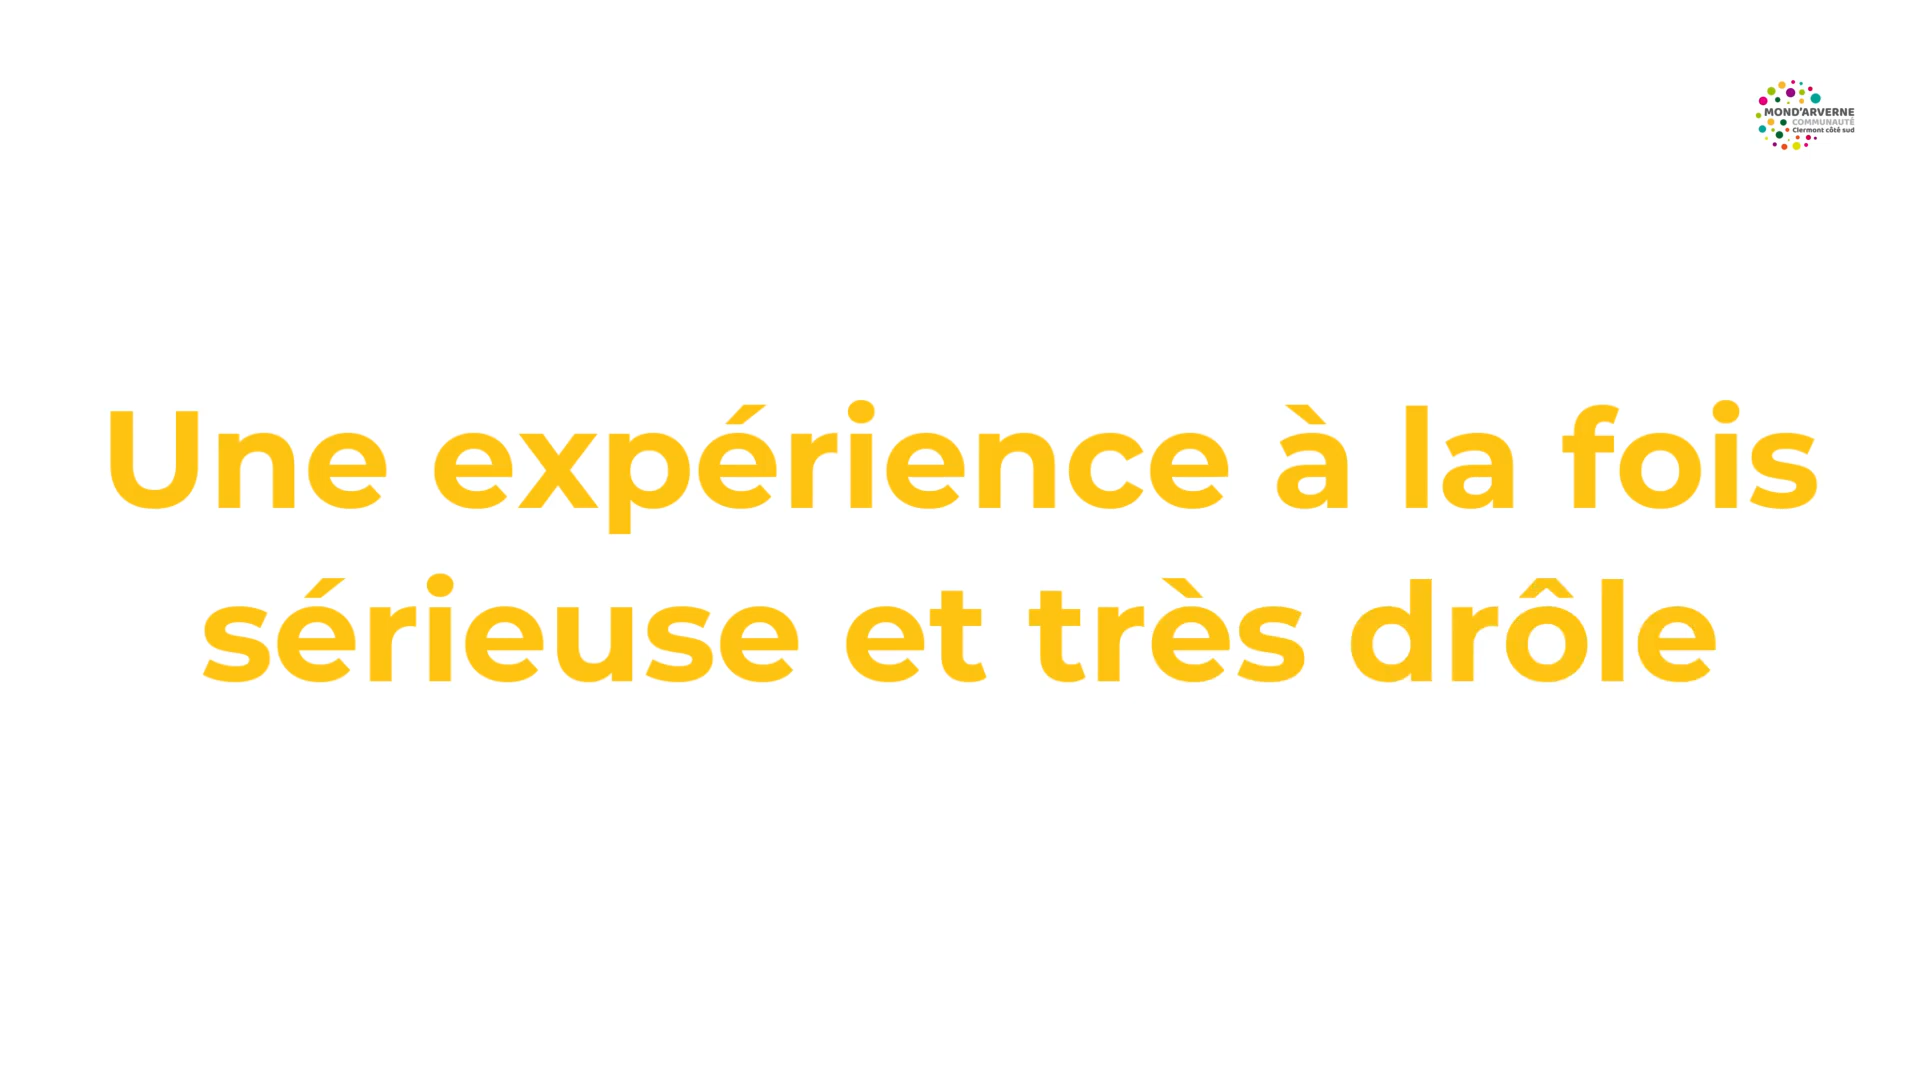 MOND'ARVERNE
COMMUNAUTÉ
Clermont côté sud
Une expérience à la fois
sérieuse et très drôle